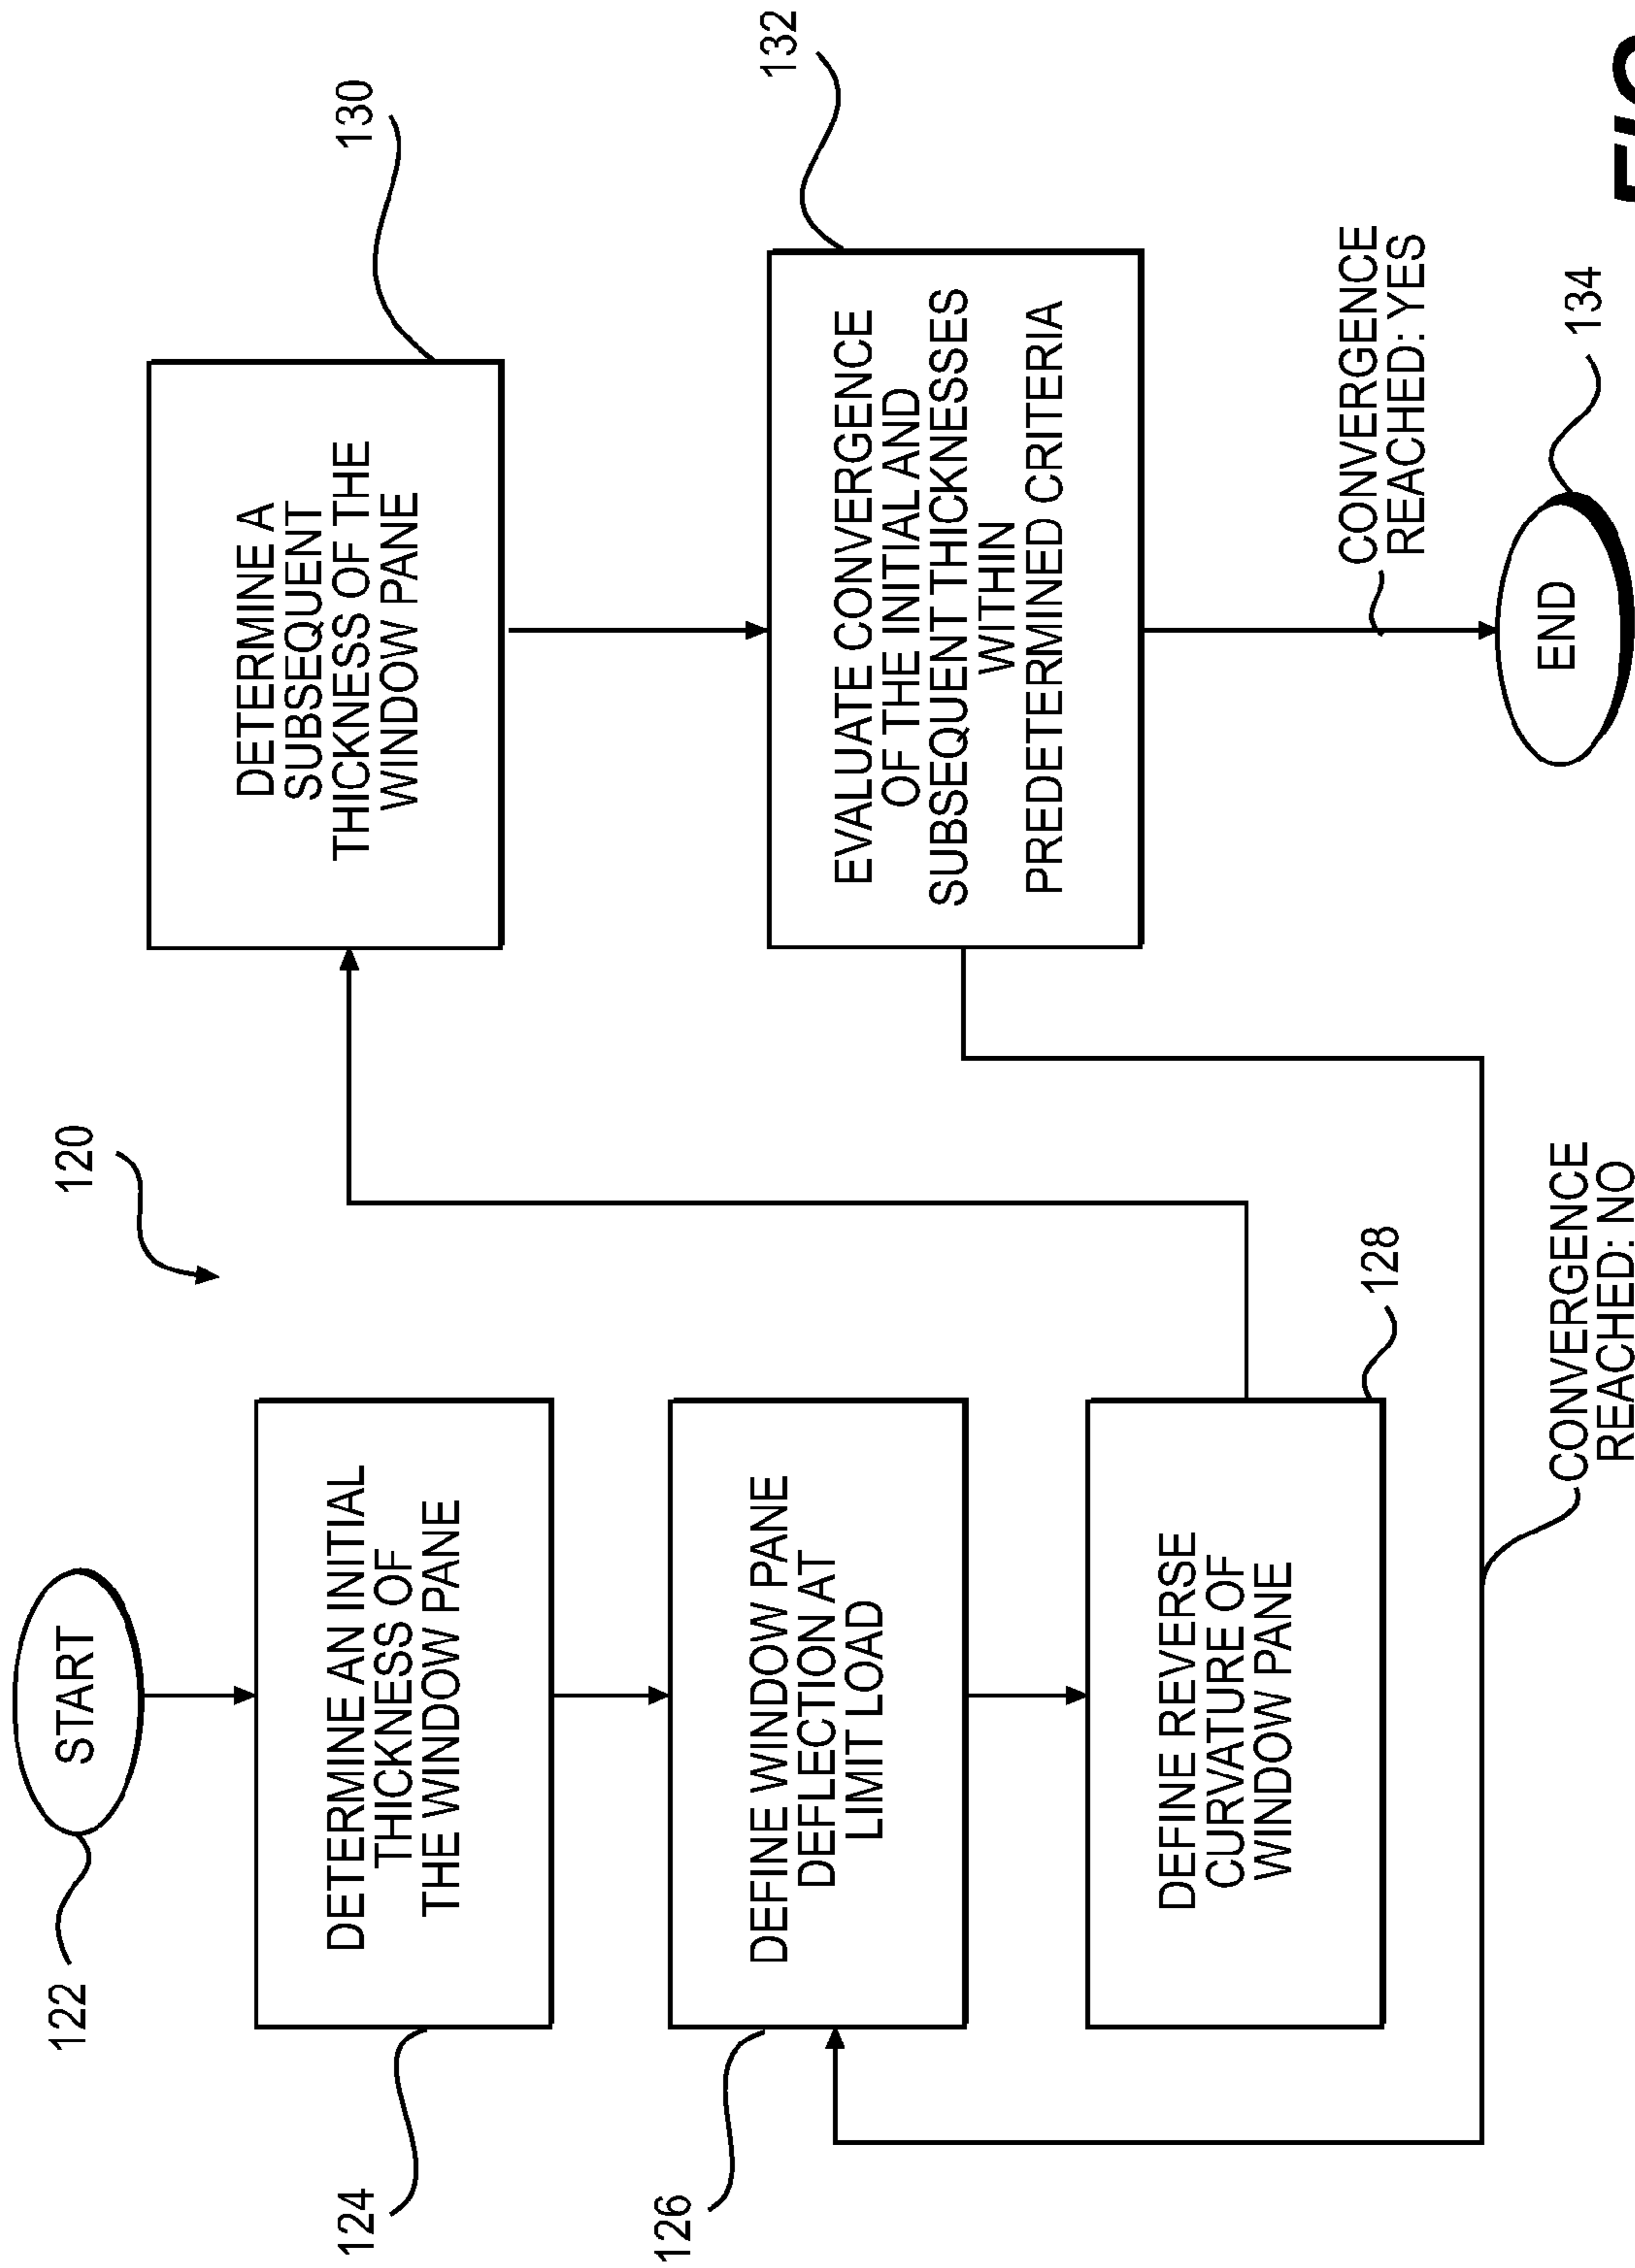 120
122
START
124
DETERMINE AN INITIAL
THICKNESS OF
THE WINDOW PANE
126
DEFINE WINDOW PANE
DEFLECTION AT
LIMIT LOAD
128
DEFINE REVERSE
CURVATURE OF
WINDOW PANE
130
DETERMINE A
SUBSEQUENT
THICKNESS OF THE
WINDOW PANE
132
EVALUATE CONVERGENCE
OF THE INITIAL AND
SUBSEQUENT THICKNESSES
WITHIN
PREDETERMINED CRITERIA
CONVERGENCE
REACHED: YES
134
END
CONVERGENCE
REACHED: NO